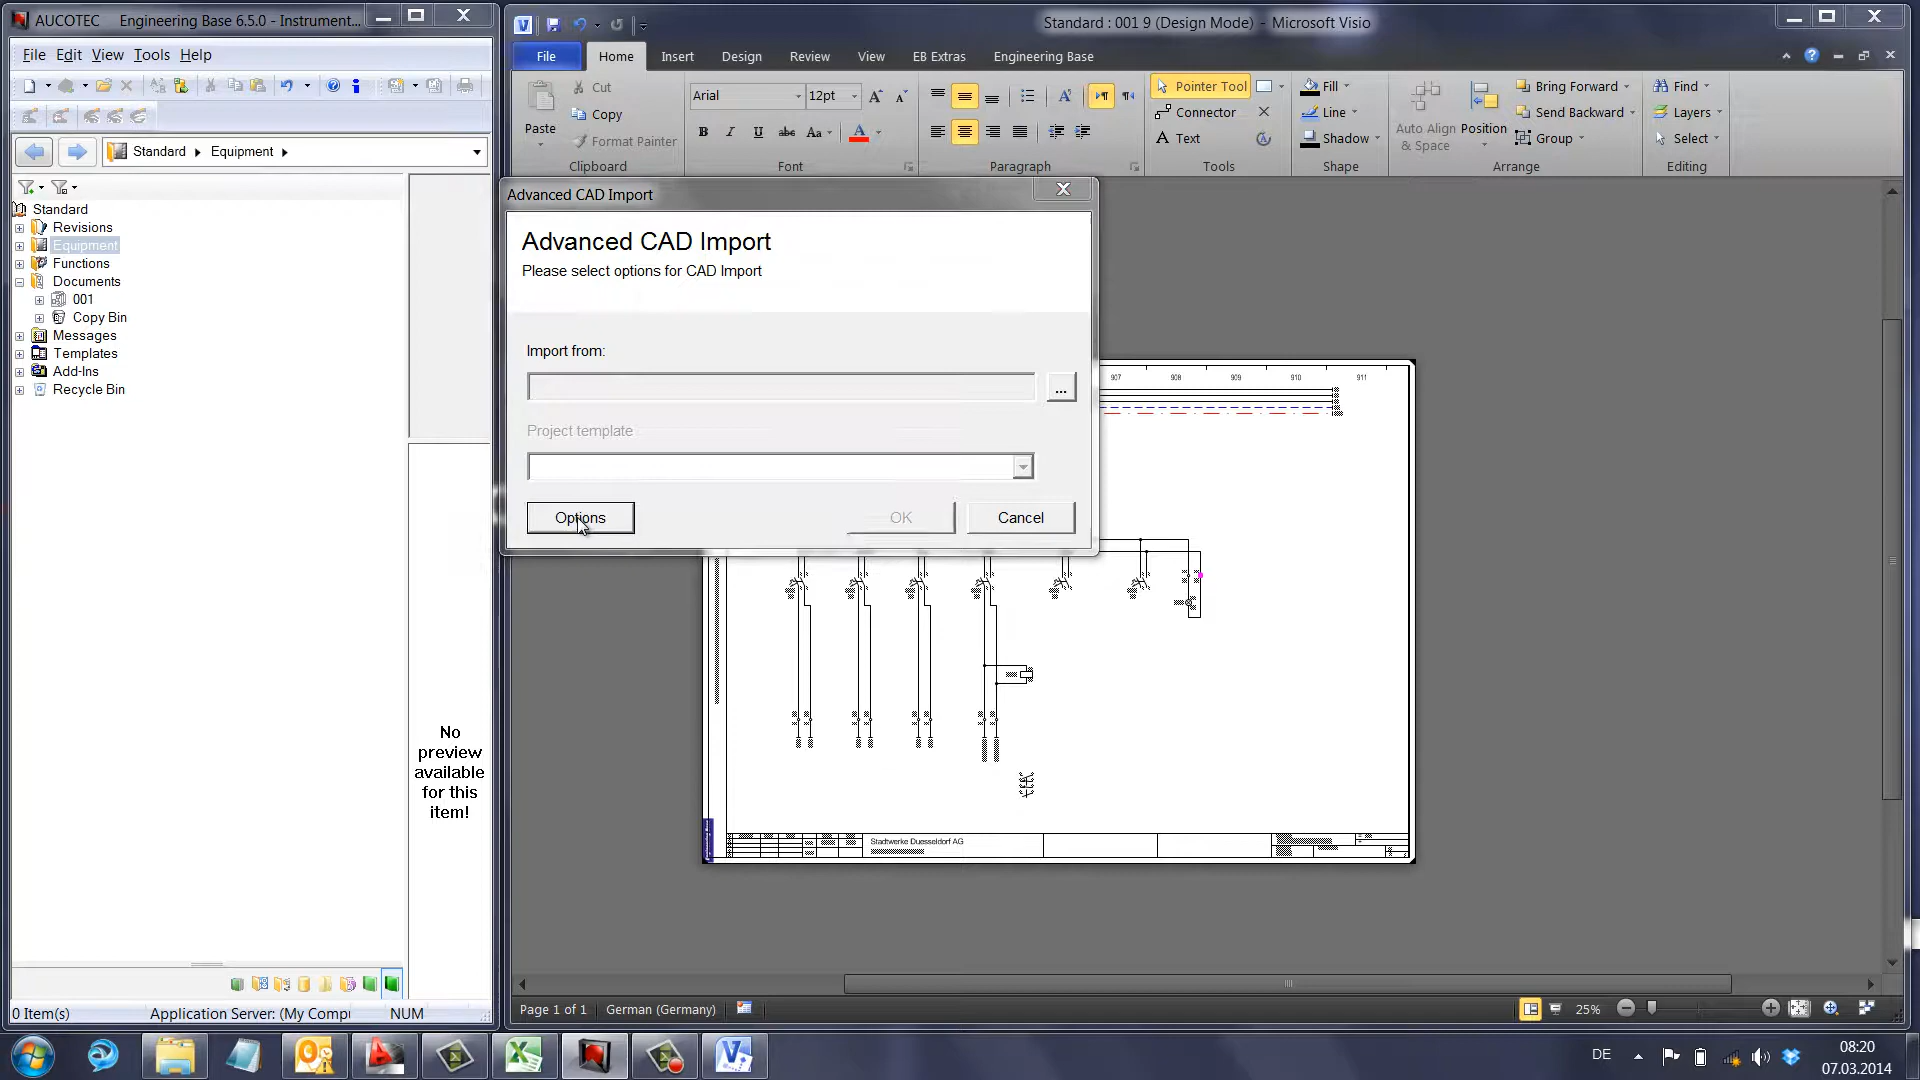 AUCOTEC Engineering Base 6.5.0 - Instrument...
File Edit View Tools Help
Standard Equipment
Standard
Revisions
Equipment
Functions
Documents
001
Copy Bin
Messages
Templates
Add-Ins
Recycle Bin
No
preview
available
for this
item!
0 Item(s) Application Server: (My Compu NUM
Standard : 001 9 (Design Mode) - Microsoft Visio
File Home Insert Design Review View EB Extras Engineering Base
Cut
Copy
Format Painter
Paste
Clipboard
Arial 12pt
Font
Paragraph
Pointer Tool
Connector
Text
Tools
Fill
Line
Shadow
Shape
Auto Align
& Space
Position
Bring Forward
Send Backward
Group
Arrange
Find
Layers
Select
Editing
Advanced CAD Import
Advanced CAD Import
Please select options for CAD Import
Import from:
...
Project template
Options OK Cancel
907 908 909 910 911
Stadtwerke Duesseldorf AG
Page 1 of 1 German (Germany) 25%
DE
08:20
07.03.2014